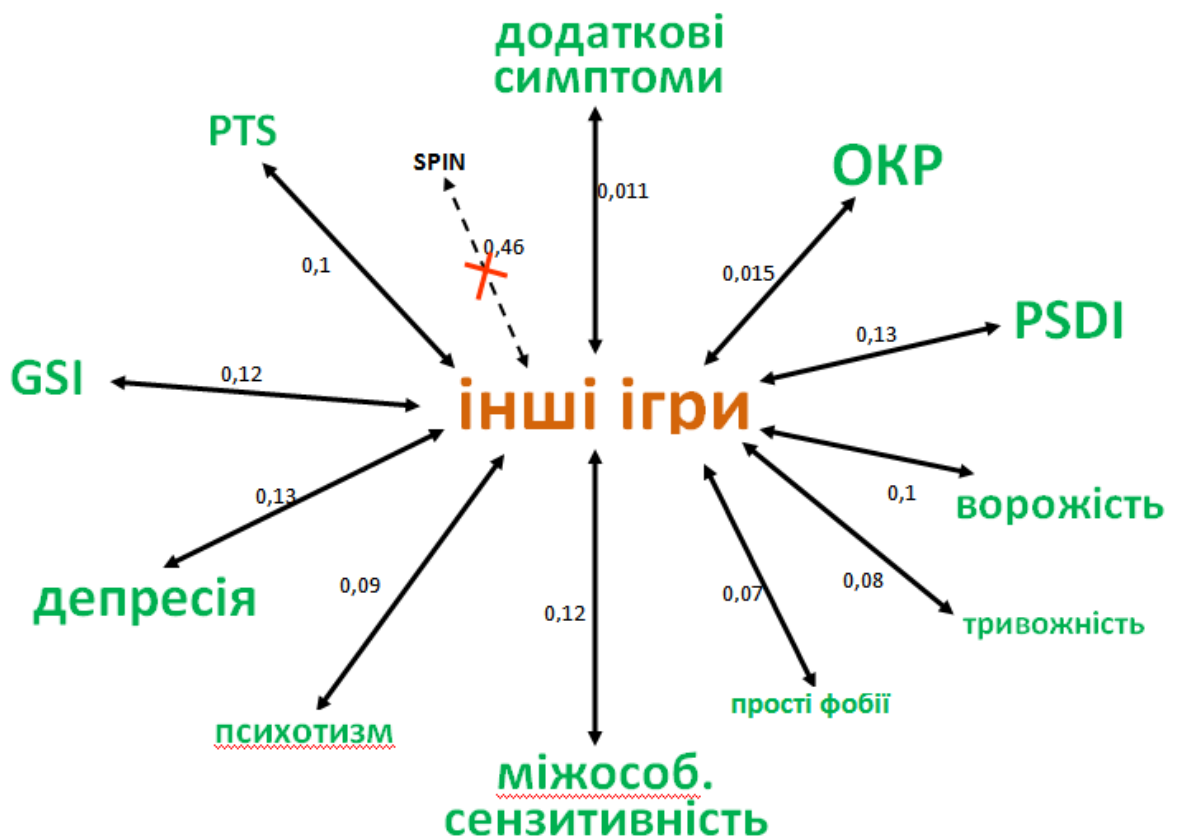 додаткові
симптоми
PTS
SPIN
ОКР
0,011
0,46
0,1
0,015
PSDI
0,13
GSI
0,12
інші ігри
0,13
0,1
ворожість
депресія
0,09
0,12
0,07
0,08
тривожність
прості фобії
психотизм
міжособ.
сензитивність